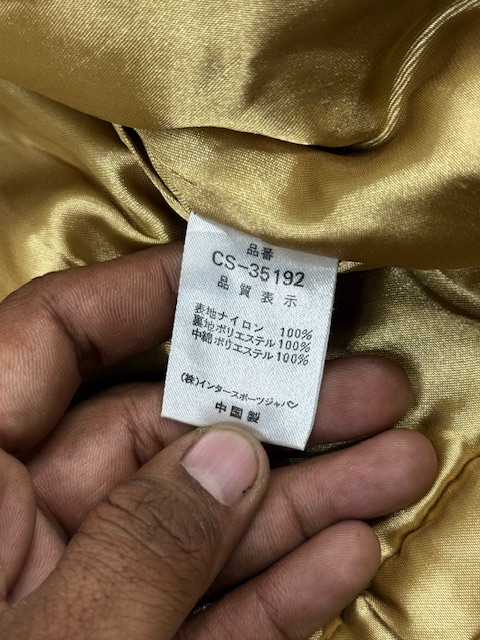 品番
CS-35192
品質表示
表地ナイロン 100%
裏地ポリエステル 100%
中綿ポリエステル 100%
(株)インタースポーツジャパン
中国製